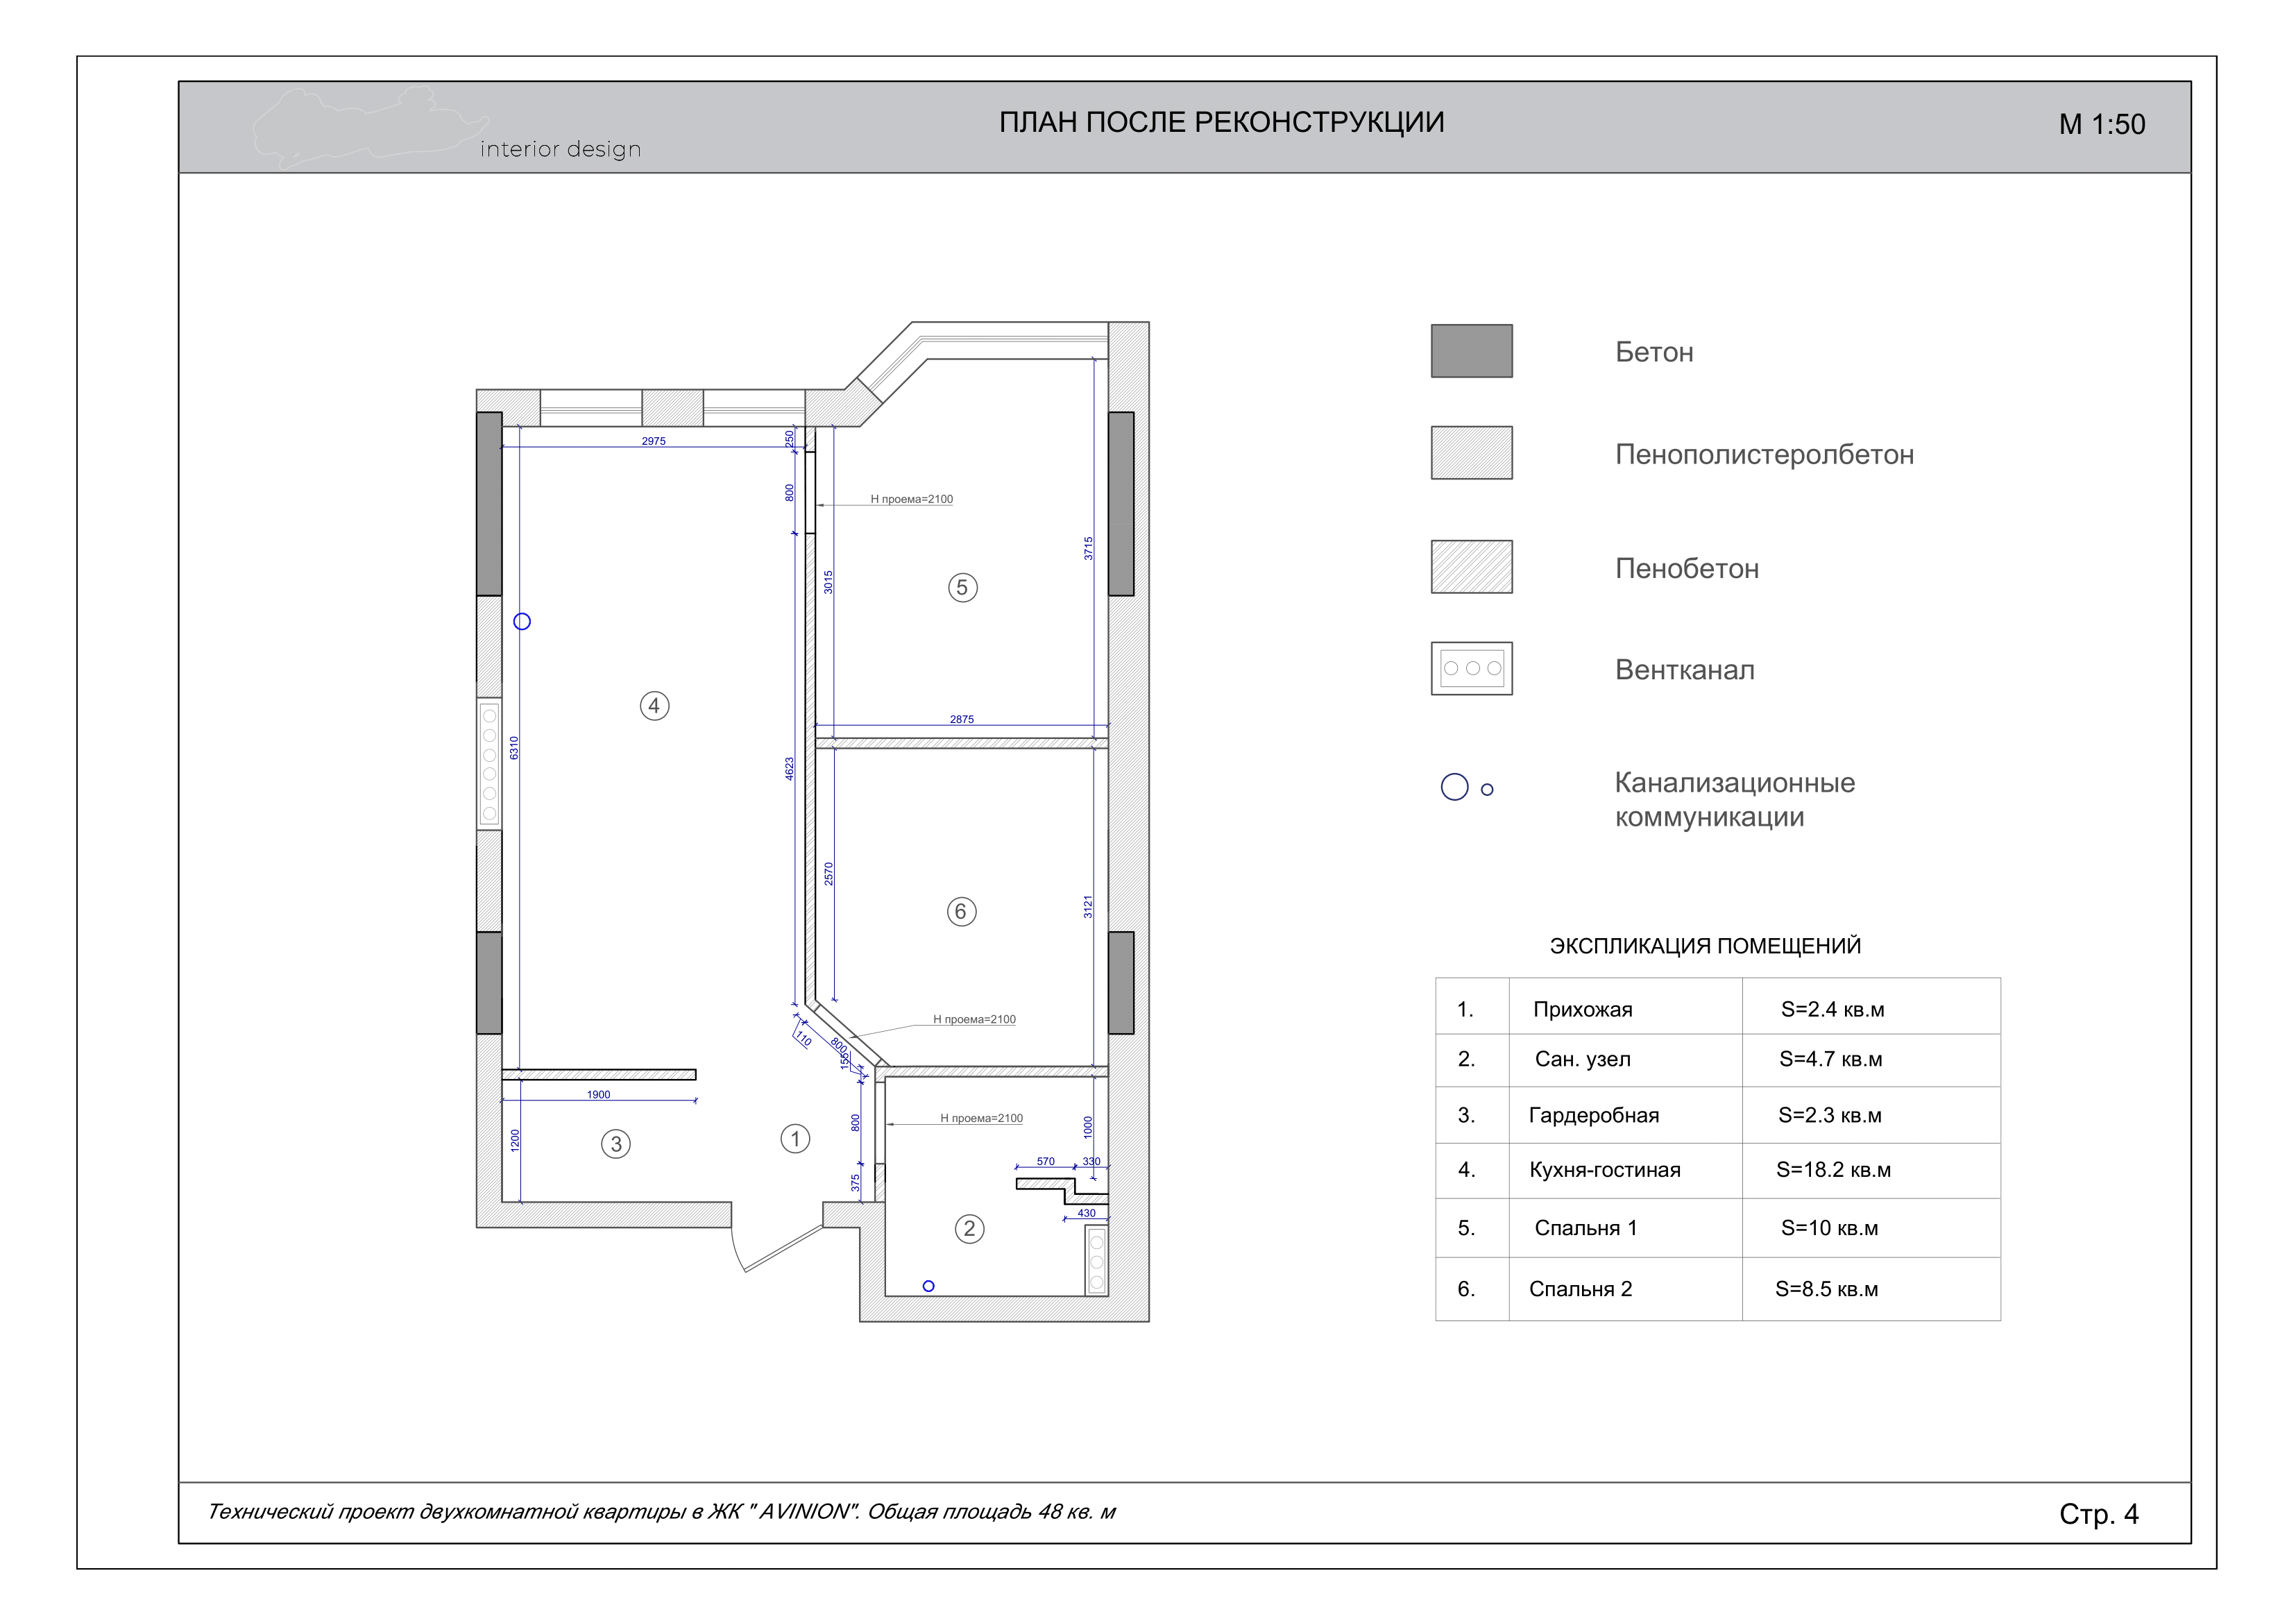 interior design
ПЛАН ПОСЛЕ РЕКОНСТРУКЦИИ
М 1:50
Бетон
Пенополистеролбетон
Пенобетон
Вентканал
Канализационные
коммуникации
2975
250
800
Н проема=2100
3015
3715
5
4
6310
2875
4623
2570
3121
6
Н проема=2100
110
800
155
1900
1200
3
1
800
375
Н проема=2100
1000
570
330
430
2
ЭКСПЛИКАЦИЯ ПОМЕЩЕНИЙ
1. Прихожая S=2.4 кв.м
2. Сан. узел S=4.7 кв.м
3. Гардеробная S=2.3 кв.м
4. Кухня-гостиная S=18.2 кв.м
5. Спальня 1 S=10 кв.м
6. Спальня 2 S=8.5 кв.м
Технический проект двухкомнатной квартиры в ЖК " AVINION". Общая площадь 48 кв. м
Стр. 4